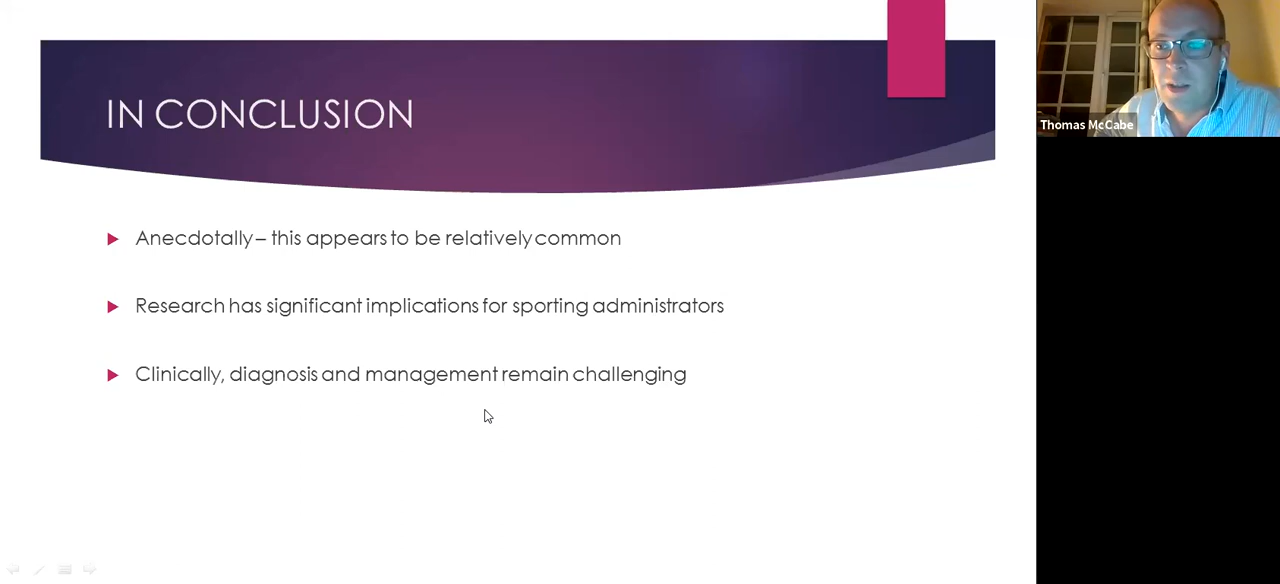 IN CONCLUSION
Thomas McCabe
Anecdotally – this appears to be relatively common
Research has significant implications for sporting administrators
Clinically, diagnosis and management remain challenging